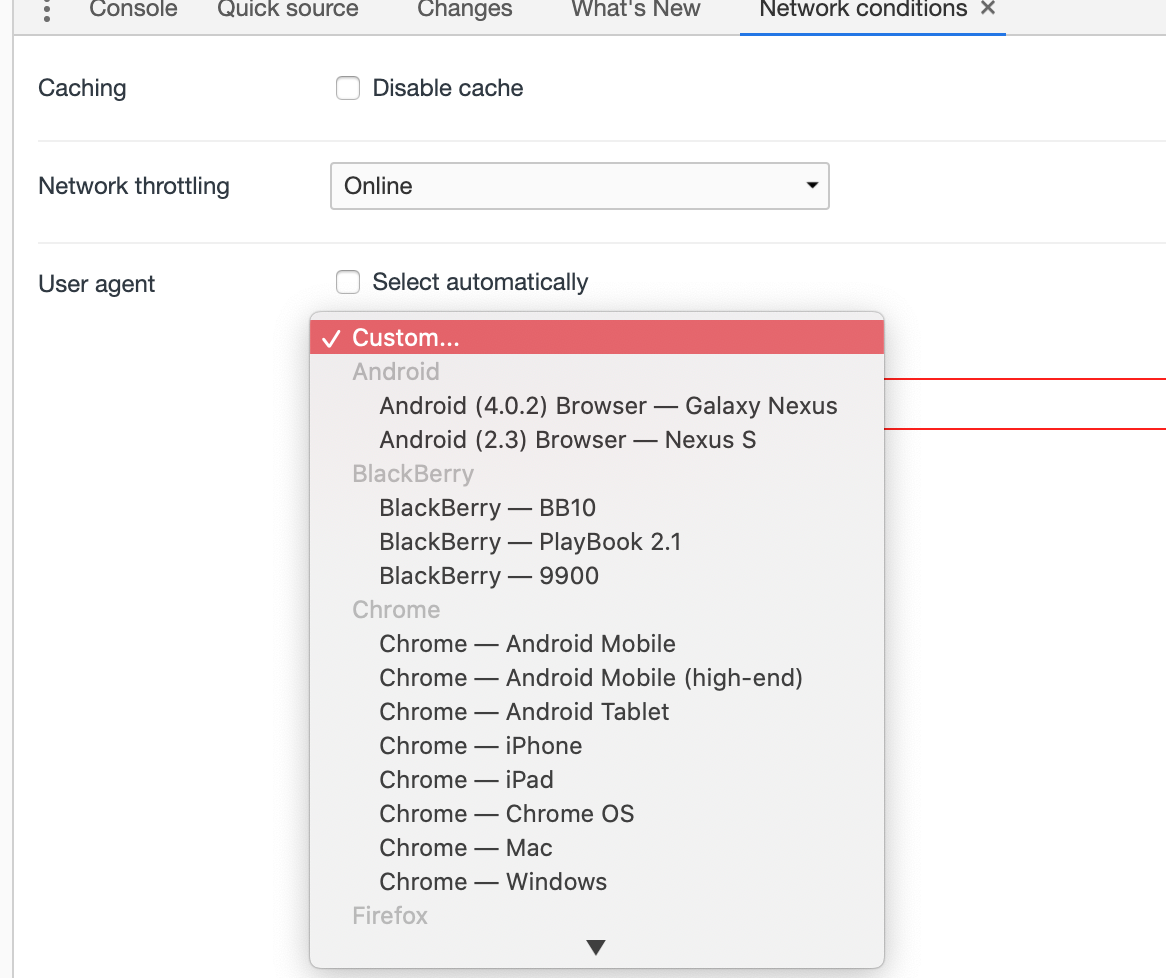 Console Quick source Changes What's New Network conditions ×
Caching Disable cache
Network throttling Online
User agent Select automatically
✓ Custom...
Android
Android (4.0.2) Browser — Galaxy Nexus
Android (2.3) Browser — Nexus S
BlackBerry
BlackBerry — BB10
BlackBerry — PlayBook 2.1
BlackBerry — 9900
Chrome
Chrome — Android Mobile
Chrome — Android Mobile (high-end)
Chrome — Android Tablet
Chrome — iPhone
Chrome — iPad
Chrome — Chrome OS
Chrome — Mac
Chrome — Windows
Firefox